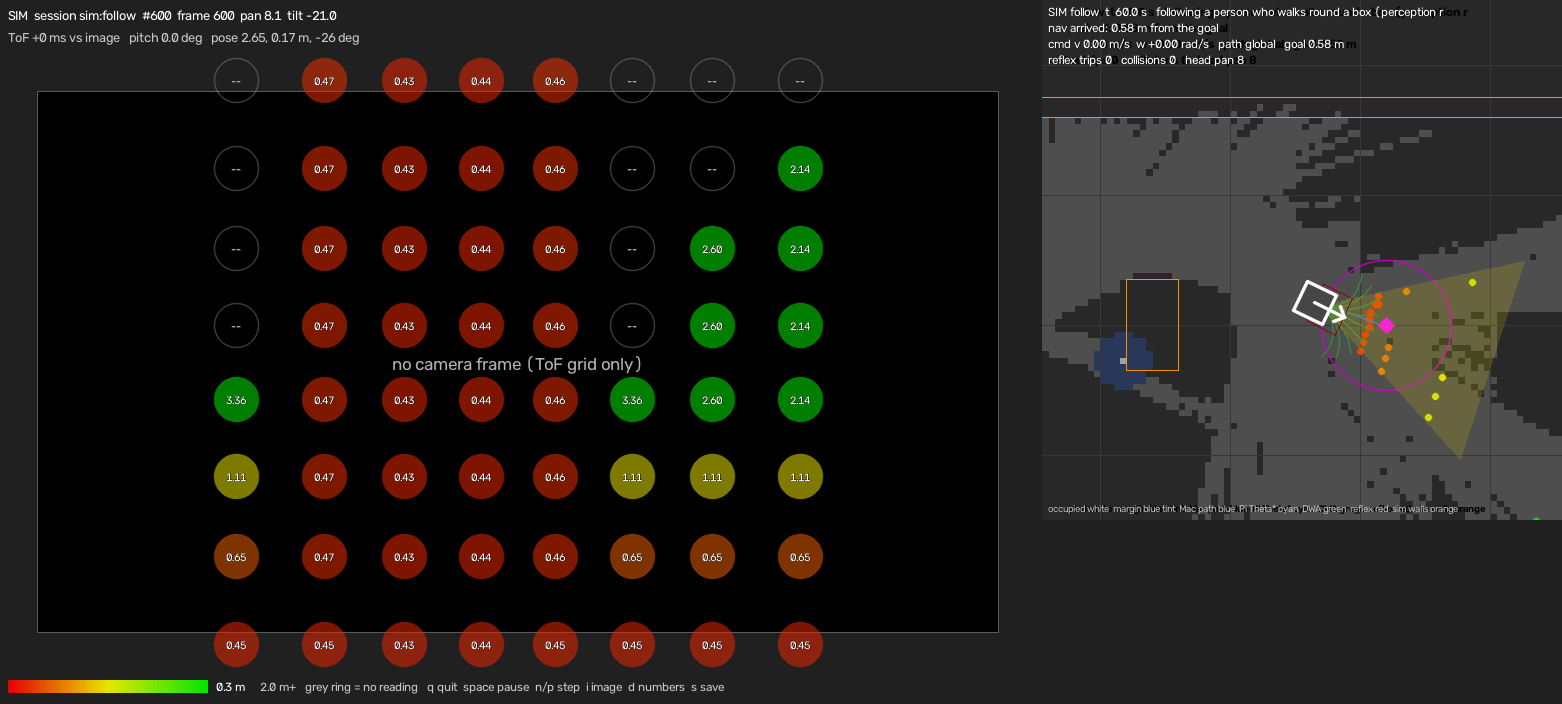 SIM session sim:follow #600 frame 600 pan 8.1 tilt -21.0
ToF +0 ms vs image pitch 0.0 deg pose 2.65, 0.17 m, -26 deg
-- 0.47 0.43 0.44 0.46 -- -- --
-- 0.47 0.43 0.44 0.46 -- -- 2.14
-- 0.47 0.43 0.44 0.46 -- 2.60 2.14
-- 0.47 0.43 0.44 0.46 -- 2.60 2.14
no camera frame (ToF grid only)
3.36 0.47 0.43 0.44 0.46 3.36 2.60 2.14
1.11 0.47 0.43 0.44 0.46 1.11 1.11 1.11
0.65 0.47 0.43 0.44 0.46 0.65 0.65 0.65
0.45 0.45 0.43 0.44 0.45 0.45 0.45 0.45
0.3 m 2.0 m+ grey ring = no reading q quit space pause n/p step i image d numbers s save
SIM follow t 60.0 s following a person who walks round a box (perception r
nav arrived: 0.58 m from the goal
cmd v 0.00 m/s w +0.00 rad/s path global goal 0.58 m
reflex trips 0 collisions 0 head pan 8
occupied white margin blue tint Mac path blue Pi Theta* cyan DWA green reflex red sim walls orange